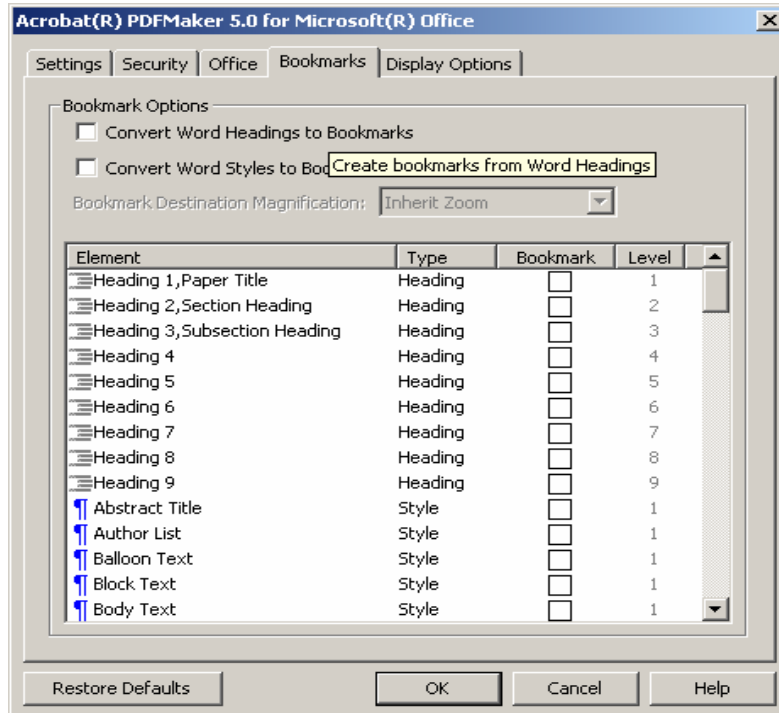 Acrobat(R) PDFMaker 5.0 for Microsoft(R) Office
Settings Security Office Bookmarks Display Options
Bookmark Options
Convert Word Headings to Bookmarks
Convert Word Styles to Boo
Create bookmarks from Word Headings
Bookmark Destination Magnification: Inherit Zoom
Element Type Bookmark Level
Heading 1,Paper Title Heading 1
Heading 2,Section Heading Heading 2
Heading 3,Subsection Heading Heading 3
Heading 4 Heading 4
Heading 5 Heading 5
Heading 6 Heading 6
Heading 7 Heading 7
Heading 8 Heading 8
Heading 9 Heading 9
¶ Abstract Title Style 1
¶ Author List Style 1
¶ Balloon Text Style 1
¶ Block Text Style 1
¶ Body Text Style 1
Restore Defaults OK Cancel Help